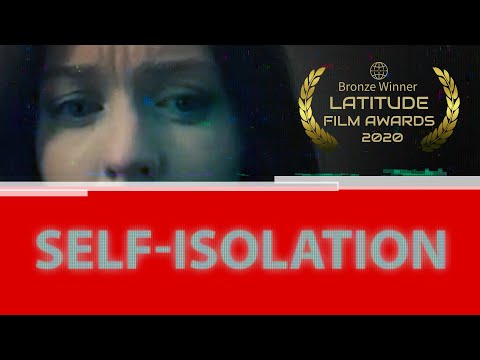 Bronze Winner
LATITUDE
FILM AWARDS
2020
SELF-ISOLATION